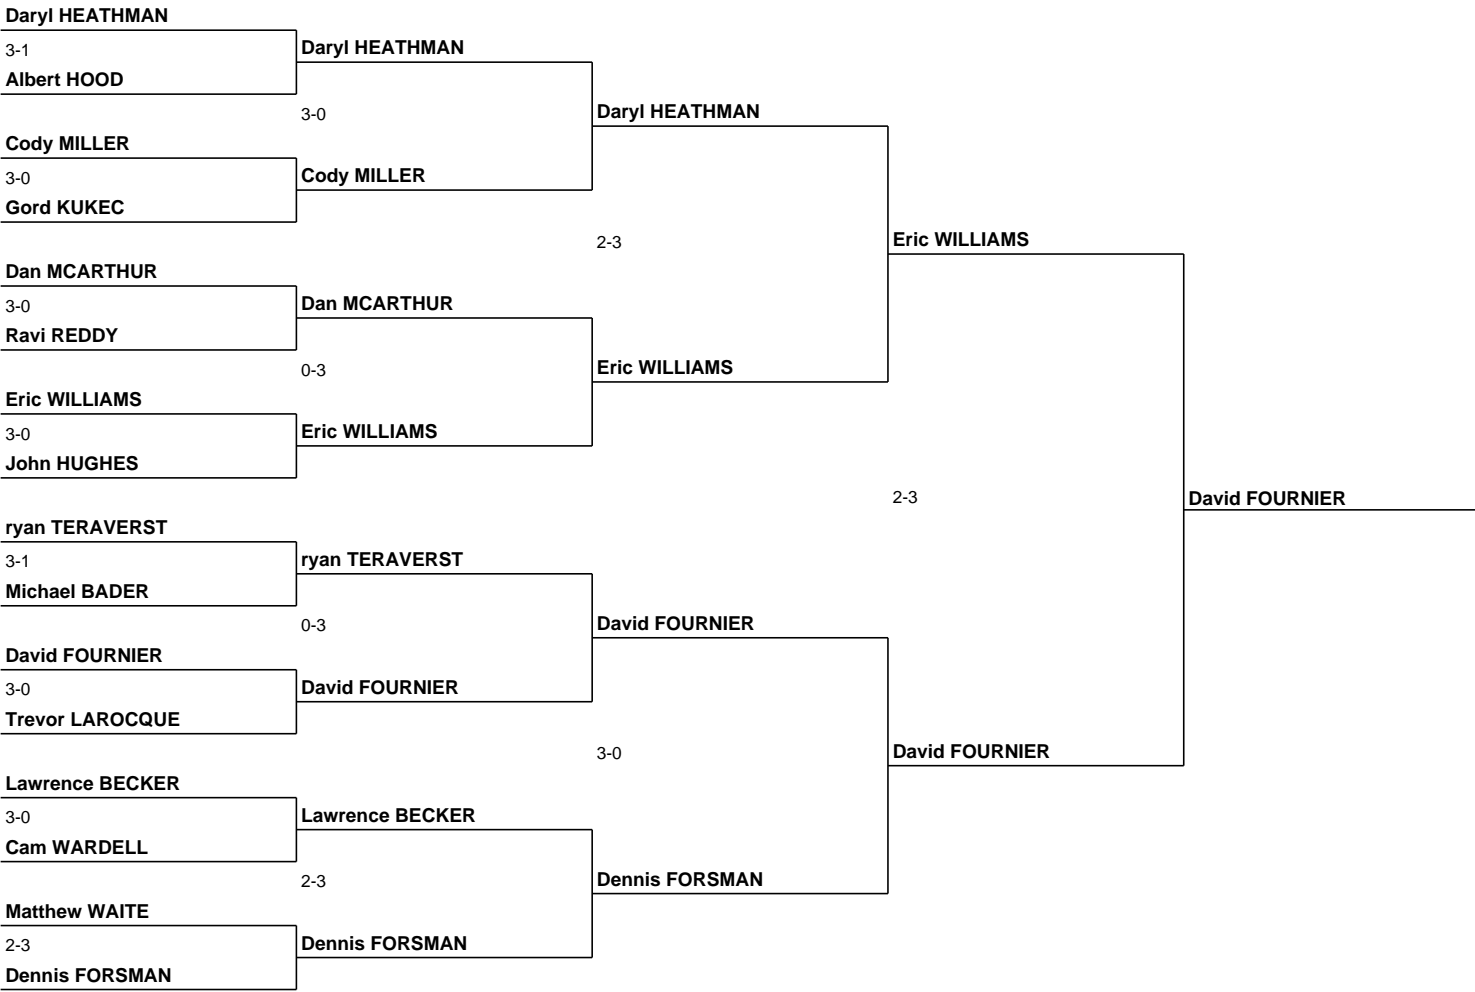 Daryl HEATHMAN
3-1
Albert HOOD
Cody MILLER
3-0
Gord KUKEC
Dan MCARTHUR
3-0
Ravi REDDY
Eric WILLIAMS
3-0
John HUGHES
ryan TERAVERST
3-1
Michael BADER
David FOURNIER
3-0
Trevor LAROCQUE
Lawrence BECKER
3-0
Cam WARDELL
Matthew WAITE
2-3
Dennis FORSMAN
Daryl HEATHMAN
3-0
Cody MILLER
Dan MCARTHUR
0-3
Eric WILLIAMS
ryan TERAVERST
0-3
David FOURNIER
Lawrence BECKER
2-3
Dennis FORSMAN
Daryl HEATHMAN
2-3
Eric WILLIAMS
David FOURNIER
3-0
Dennis FORSMAN
Eric WILLIAMS
2-3
David FOURNIER
David FOURNIER